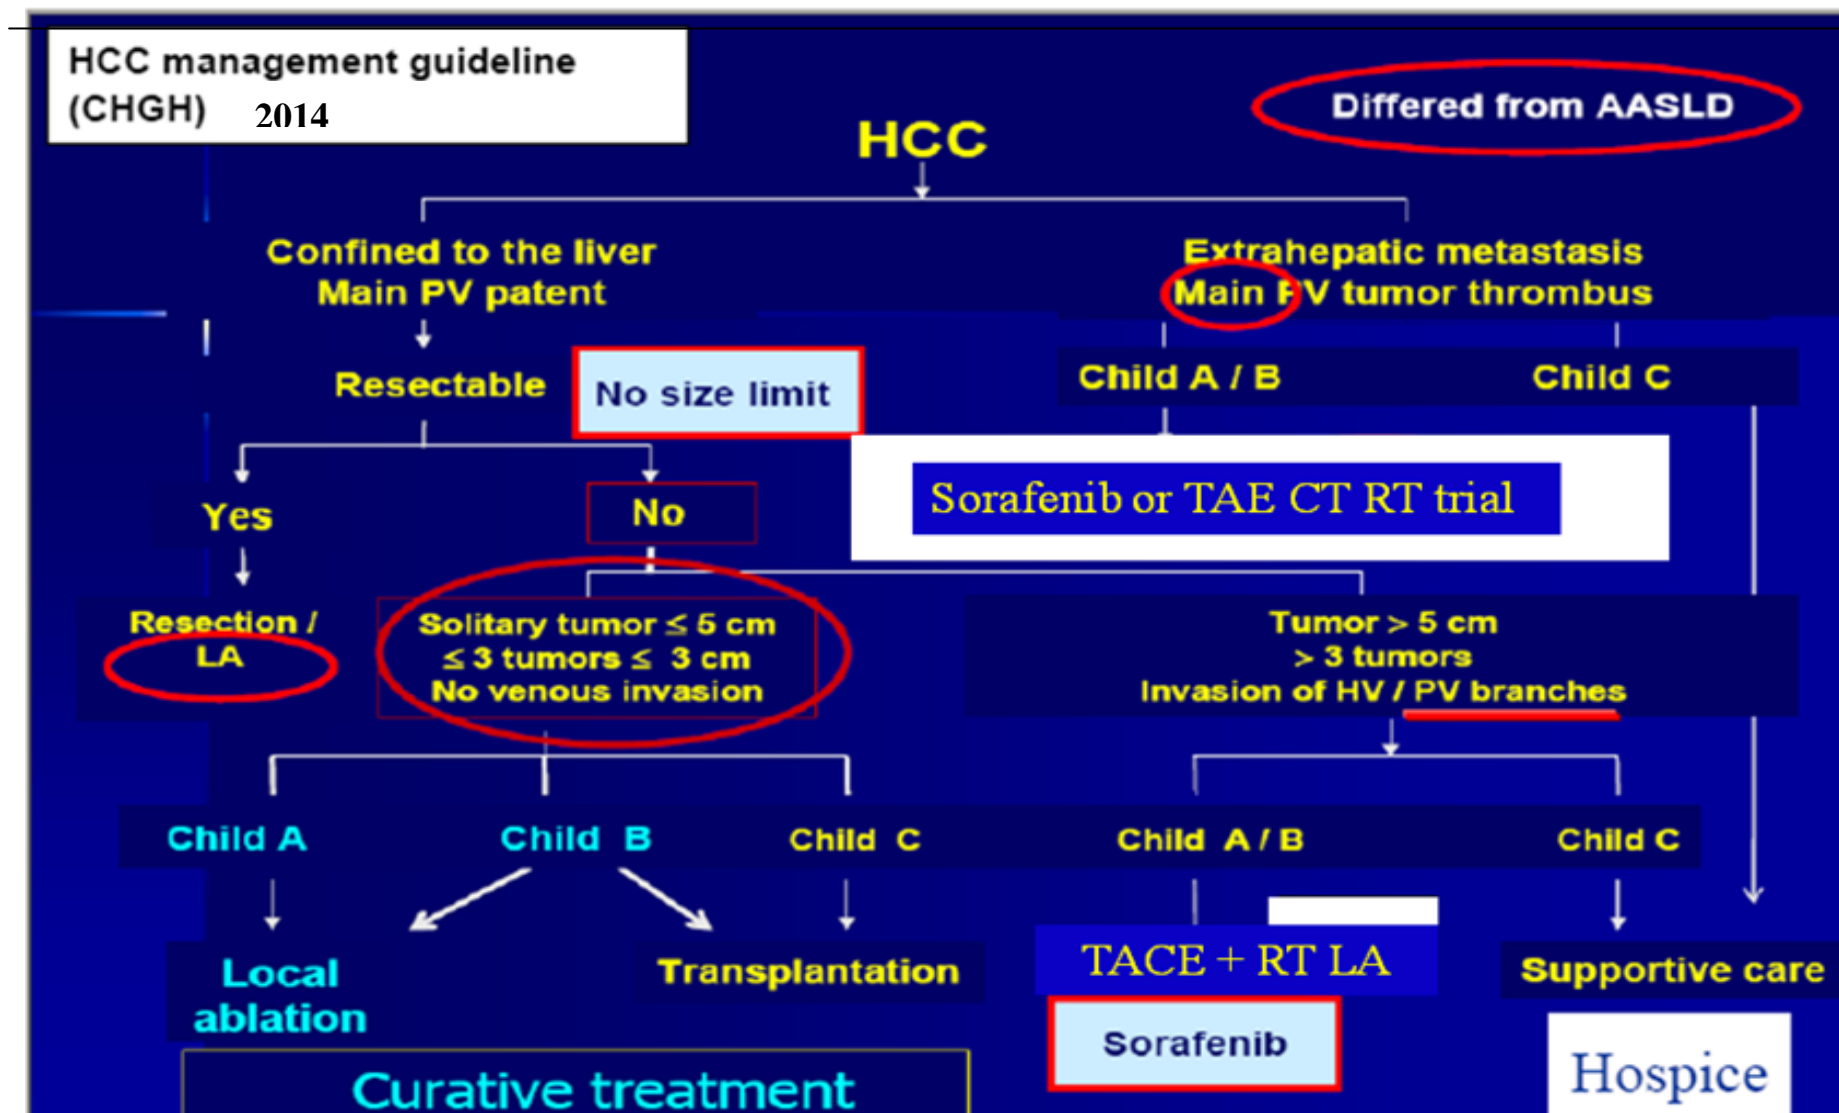 HCC management guideline
(CHGH) 2014
Differed from AASLD
HCC
Confined to the liver
Main PV patent
Extrahepatic metastasis
Main PV tumor thrombus
Resectable
No size limit
Child A / B
Child C
Yes
No
Sorafenib or TAE CT RT trial
Resection /
LA
Solitary tumor ≤ 5 cm
≤ 3 tumors ≤ 3 cm
No venous invasion
Tumor > 5 cm
> 3 tumors
Invasion of HV / PV branches
Child A
Child B
Child C
Child A / B
Child C
Local
ablation
Transplantation
TACE + RT LA
Supportive care
Sorafenib
Hospice
Curative treatment